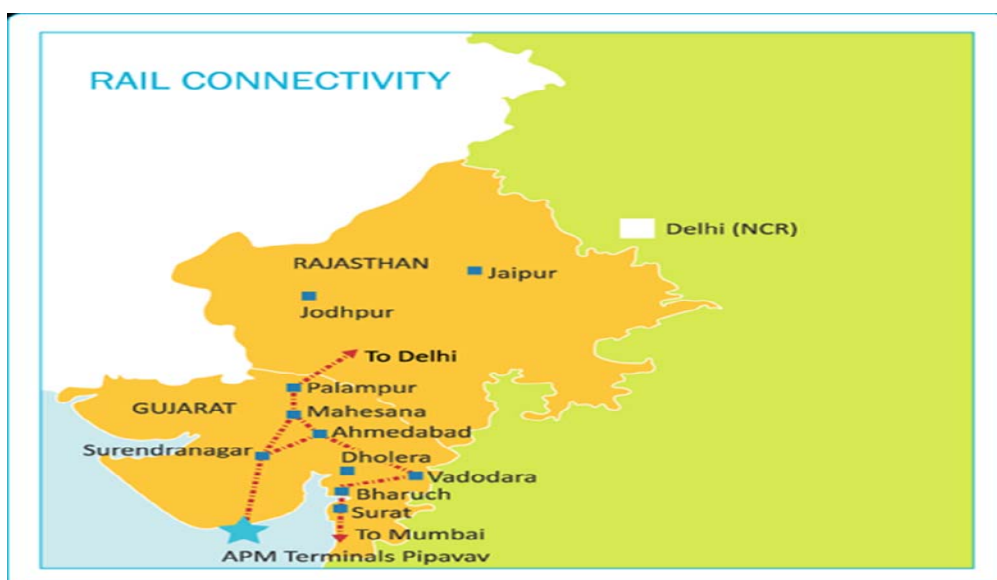 RAIL CONNECTIVITY
Delhi (NCR)
RAJASTHAN
Jaipur
Jodhpur
To Delhi
Palampur
GUJARAT
Mahesana
Ahmedabad
Surendranagar
Dholera
Vadodara
Bharuch
Surat
To Mumbai
APM Terminals Pipavav